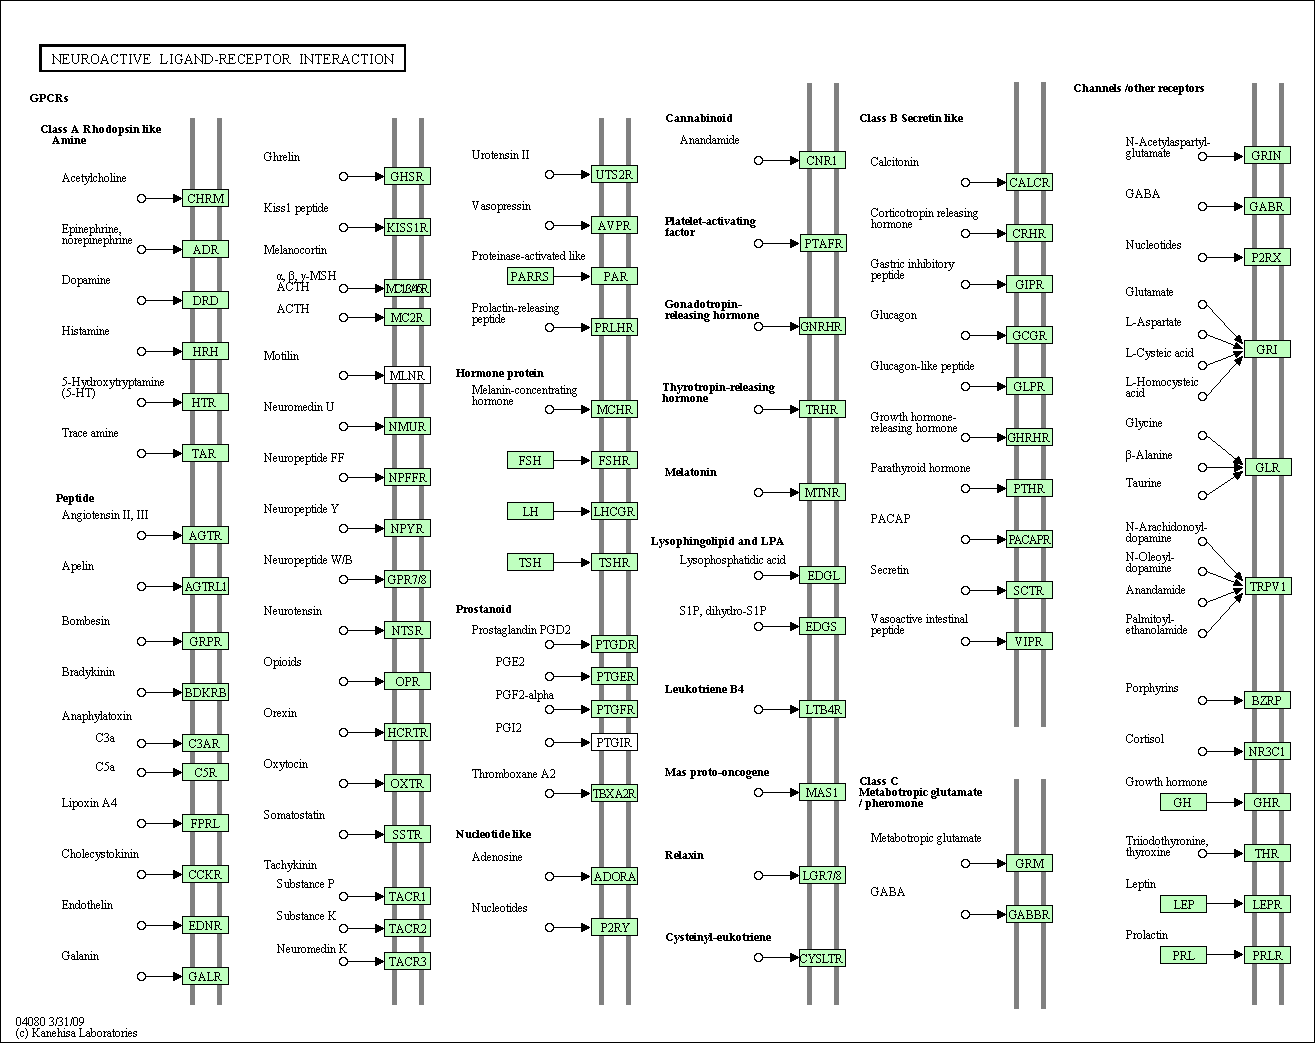 NEUROACTIVE LIGAND-RECEPTOR INTERACTION
GPCRs
Class A Rhodopsin like
Amine
Acetylcholine
CHRM
Epinephrine,
norepinephrine
ADR
Dopamine
DRD
Histamine
HRH
5-Hydroxytryptamine
(5-HT)
HTR
Trace amine
TAR
Peptide
Angiotensin II, III
AGTR
Apelin
AGTRL1
Bombesin
GRPR
Bradykinin
BDKRB
Anaphylatoxin
C3a
C3AR
C5a
C5R
Lipoxin A4
FPRL
Cholecystokinin
CCKR
Endothelin
EDNR
Galanin
GALR
Ghrelin
GHSR
Kiss1 peptide
KISS1R
Melanocortin
α, β, γ-MSH
ACTH
ACTH
MC2R
Motilin
MLNR
Neuromedin U
NMUR
Neuropeptide FF
NPFFR
Neuropeptide Y
NPYR
Neuropeptide W/B
GPR7/8
Neurotensin
NTSR
Opioids
OPR
Orexin
HCRTR
Oxytocin
OXTR
Somatostatin
SSTR
Tachykinin
Substance P
TACR1
Substance K
TACR2
Neuromedin K
TACR3
Urotensin II
UTS2R
Vasopressin
AVPR
Proteinase-activated like
PARRS PAR
Prolactin-releasing
peptide
PRLHR
Hormone protein
Melanin-concentrating
hormone
MCHR
FSH FSHR
LH LHCGR
TSH TSHR
Prostanoid
Prostaglandin PGD2
PTGDR
PGE2
PTGER
PGF2-alpha
PTGFR
PGI2
PTGIR
Thromboxane A2
TBXA2R
Nucleotide like
Adenosine
ADORA
Nucleotides
P2RY
Cannabinoid
Anandamide
CNR1
Platelet-activating
factor
PTAFR
Gonadotropin-
releasing hormone
GNRHR
Thyrotropin-releasing
hormone
TRHR
Melatonin
MTNR
Lysophingolipid and LPA
Lysophosphatidic acid
EDGL
S1P, dihydro-S1P
EDGS
Leukotriene B4
LTB4R
Mas proto-oncogene
MAS1
Relaxin
LGR7/8
Cysteinyl-eukotriene
CYSLTR
Class B Secretin like
Calcitonin
CALCR
Corticotropin releasing
hormone
CRHR
Gastric inhibitory
peptide
GIPR
Glucagon
GCGR
Glucagon-like peptide
GLPR
Growth hormone-
releasing hormone
GHRHR
Parathyroid hormone
PTHR
PACAP
PACAPR
Secretin
SCTR
Vasoactive intestinal
peptide
VIPR
Class C
Metabotropic glutamate
/ pheromone
Metabotropic glutamate
GRM
GABA
GABBR
Channels /other receptors
N-Acetylaspartyl-
glutamate
GRIN
GABA
GABR
Nucleotides
P2RX
Glutamate
L-Aspartate
GRI
L-Cysteic acid
L-Homocysteic
acid
Glycine
β-Alanine
GLR
Taurine
N-Arachidonoyl-
dopamine
N-Oleoyl-
dopamine
TRPV1
Anandamide
Palmitoyl-
ethanolamide
Porphyrins
BZRP
Cortisol
NR3C1
Growth hormone
GH GHR
Triiodothyronine,
thyroxine
THR
Leptin
LEP LEPR
Prolactin
PRL PRLR
04080 3/31/09
(c) Kanehisa Laboratories